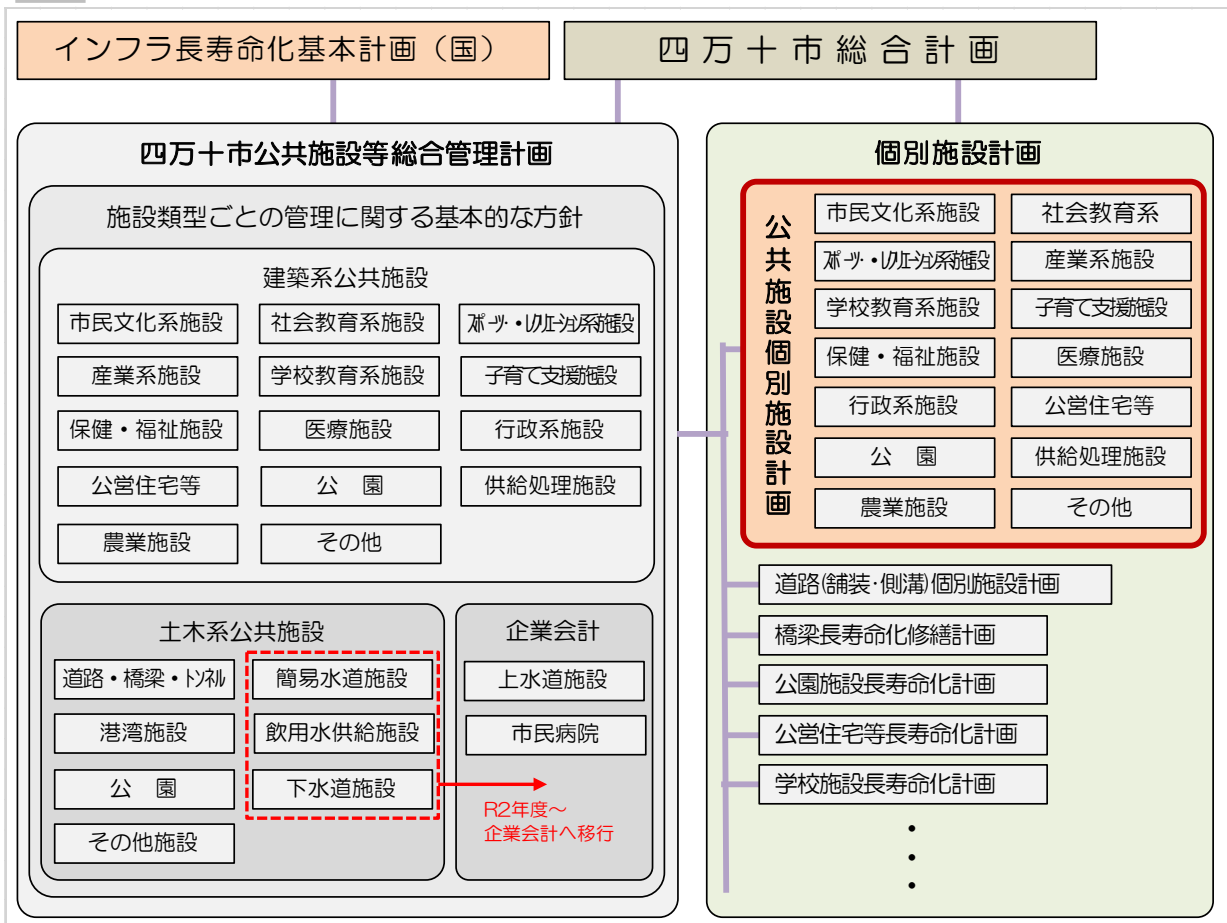 インフラ長寿命化基本計画（国）
四万十市総合計画
四万十市公共施設等総合管理計画
施設類型ごとの管理に関する基本的な方針
建築系公共施設
市民文化系施設
社会教育系施設
スポーツ・レクリエーション系施設
産業系施設
学校教育系施設
子育て支援施設
保健・福祉施設
医療施設
行政系施設
公営住宅等
公　園
供給処理施設
農業施設
その他
土木系公共施設
道路・橋梁・トンネル
簡易水道施設
港湾施設
飲用水供給施設
公　園
下水道施設
その他施設
企業会計
上水道施設
市民病院
R2年度～
企業会計へ移行
個別施設計画
公共施設個別施設計画
市民文化系施設
社会教育系
スポーツ・レクリエーション系施設
産業系施設
学校教育系施設
子育て支援施設
保健・福祉施設
医療施設
行政系施設
公営住宅等
公　園
供給処理施設
農業施設
その他
道路(舗装・側溝)個別施設計画
橋梁長寿命化修繕計画
公園施設長寿命化計画
公営住宅等長寿命化計画
学校施設長寿命化計画
・
・
・